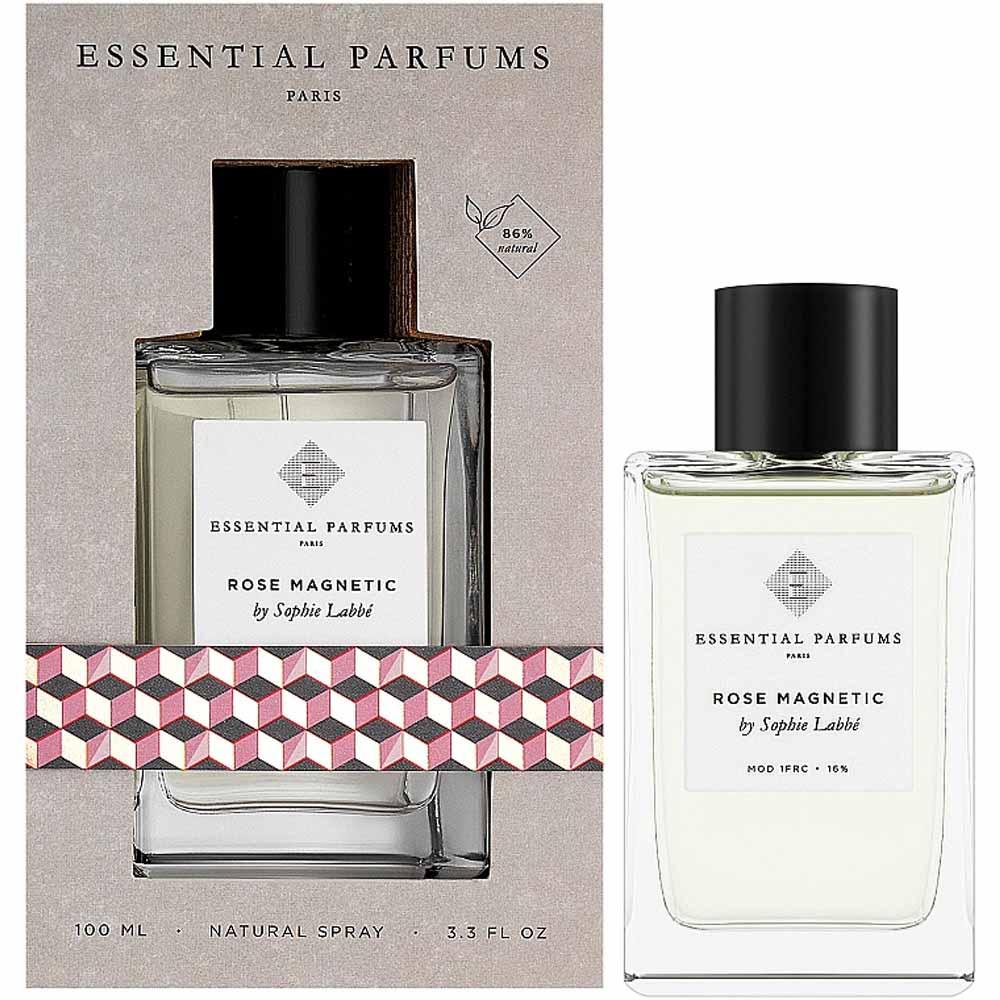 ESSENTIAL PARFUMS
PARIS
86%
natural
E
ESSENTIAL PARFUMS
PARIS
ROSE MAGNETIC
by Sophie Labbé
100 ML · NATURAL SPRAY · 3.3 FL OZ
E
ESSENTIAL PARFUMS
PARIS
ROSE MAGNETIC
by Sophie Labbé
MOD 1FRC • 16%